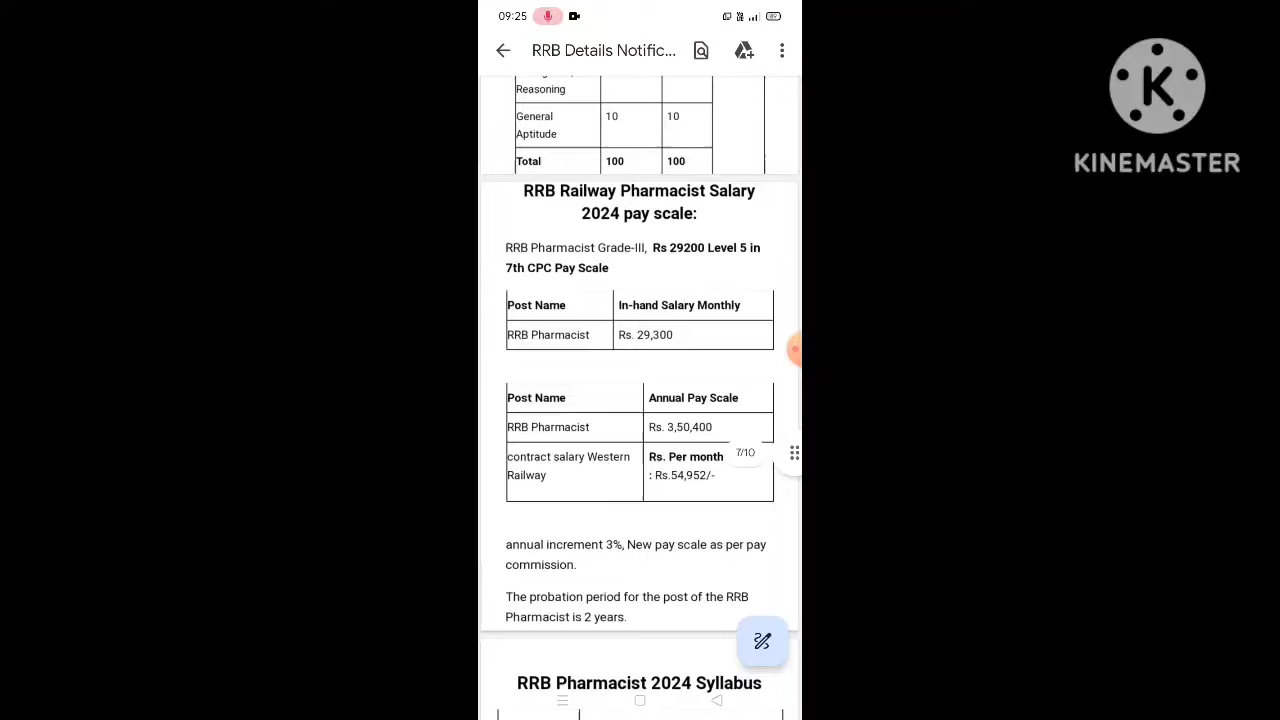 09:25
RRB Details Notific...
Reasoning
General Aptitude 10 10
Total 100 100
RRB Railway Pharmacist Salary
2024 pay scale:
RRB Pharmacist Grade-III, Rs 29200 Level 5 in
7th CPC Pay Scale
Post Name In-hand Salary Monthly
RRB Pharmacist Rs. 29,300
Post Name Annual Pay Scale
RRB Pharmacist Rs. 3,50,400
contract salary Western Rs. Per month
Railway : Rs.54,952/-
7/10
annual increment 3%, New pay scale as per pay
commission.
The probation period for the post of the RRB
Pharmacist is 2 years.
RRB Pharmacist 2024 Syllabus
K
KINEMASTER